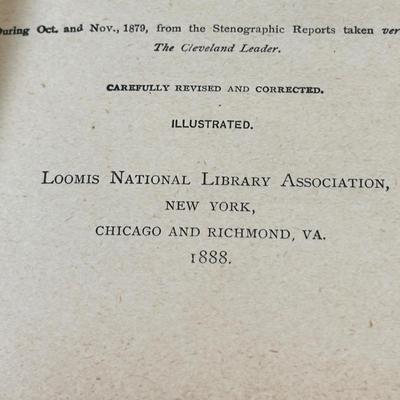 During Oct. and Nov., 1879, from the Stenographic Reports taken ver
The Cleveland Leader.
CAREFULLY REVISED AND CORRECTED.
ILLUSTRATED.
LOOMIS NATIONAL LIBRARY ASSOCIATION,
NEW YORK,
CHICAGO AND RICHMOND, VA.
1888.